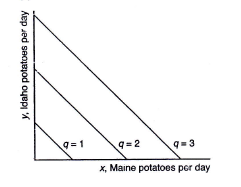 y, Idaho potatoes per day
q = 1
q = 2
q = 3
x, Maine potatoes per day